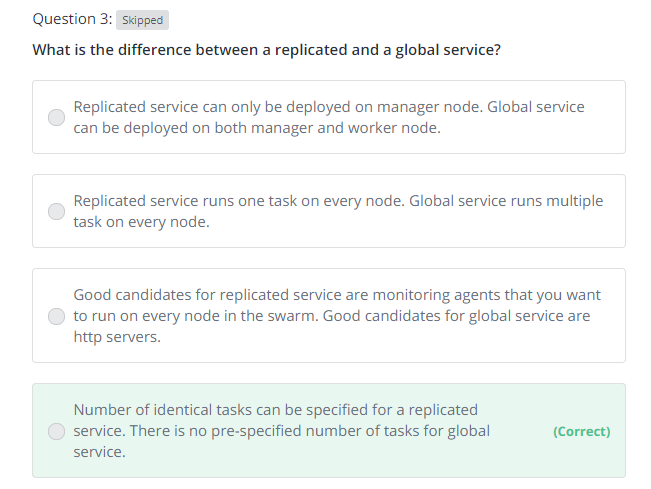 Question 3: Skipped
What is the difference between a replicated and a global service?
Replicated service can only be deployed on manager node. Global service
can be deployed on both manager and worker node.
Replicated service runs one task on every node. Global service runs multiple
task on every node.
Good candidates for replicated service are monitoring agents that you want
to run on every node in the swarm. Good candidates for global service are
http servers.
Number of identical tasks can be specified for a replicated
service. There is no pre-specified number of tasks for global
service.
(Correct)